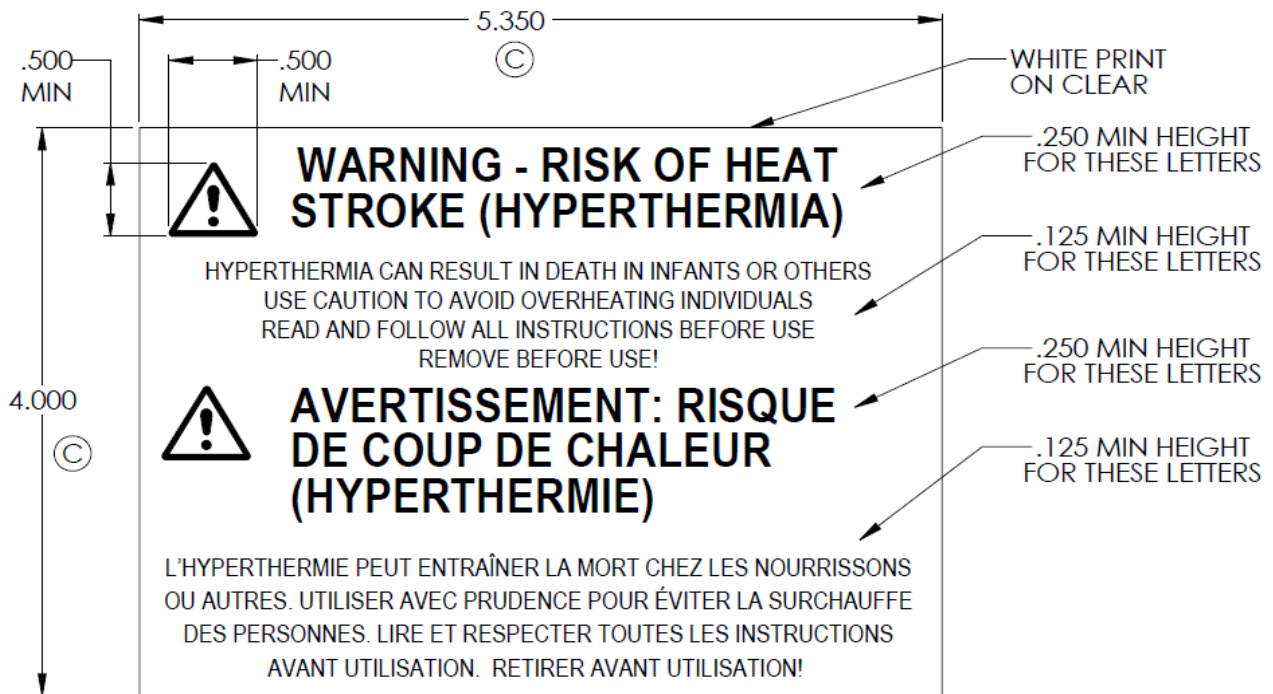 5.350
C
.500
MIN
.500
MIN
WHITE PRINT
ON CLEAR
WARNING - RISK OF HEAT
STROKE (HYPERTHERMIA)
.250 MIN HEIGHT
FOR THESE LETTERS
HYPERTHERMIA CAN RESULT IN DEATH IN INFANTS OR OTHERS
USE CAUTION TO AVOID OVERHEATING INDIVIDUALS
READ AND FOLLOW ALL INSTRUCTIONS BEFORE USE
REMOVE BEFORE USE!
.125 MIN HEIGHT
FOR THESE LETTERS
4.000
C
AVERTISSEMENT: RISQUE
DE COUP DE CHALEUR
(HYPERTHERMIE)
.250 MIN HEIGHT
FOR THESE LETTERS
L'HYPERTHERMIE PEUT ENTRAÎNER LA MORT CHEZ LES NOURRISSONS
OU AUTRES. UTILISER AVEC PRUDENCE POUR ÉVITER LA SURCHAUFFE
DES PERSONNES. LIRE ET RESPECTER TOUTES LES INSTRUCTIONS
AVANT UTILISATION.  RETIRER AVANT UTILISATION!
.125 MIN HEIGHT
FOR THESE LETTERS